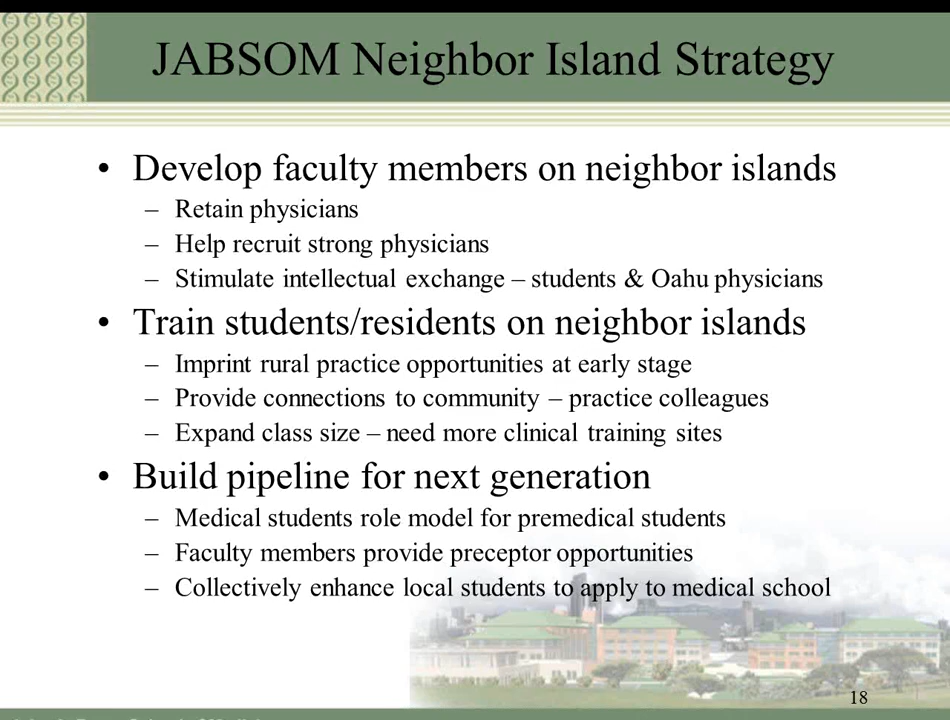 JABSOM Neighbor Island Strategy
• Develop faculty members on neighbor islands
– Retain physicians
– Help recruit strong physicians
– Stimulate intellectual exchange – students & Oahu physicians
• Train students/residents on neighbor islands
– Imprint rural practice opportunities at early stage
– Provide connections to community – practice colleagues
– Expand class size – need more clinical training sites
• Build pipeline for next generation
– Medical students role model for premedical students
– Faculty members provide preceptor opportunities
– Collectively enhance local students to apply to medical school
18